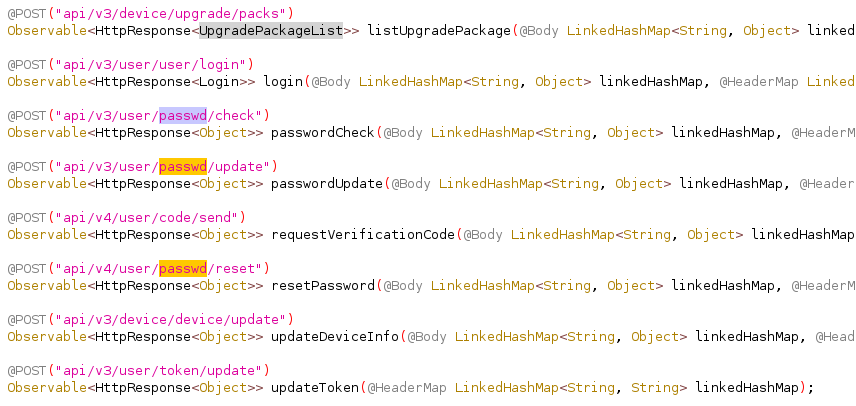 @POST("api/v3/device/upgrade/packs")
Observable<HttpResponse<UpgradePackageList>> listUpgradePackage(@Body LinkedHashMap<String, Object> linked
@POST("api/v3/user/user/login")
Observable<HttpResponse<Login>> login(@Body LinkedHashMap<String, Object> linkedHashMap, @HeaderMap Linked
@POST("api/v3/user/passwd/check")
Observable<HttpResponse<Object>> passwordCheck(@Body LinkedHashMap<String, Object> linkedHashMap, @HeaderM
@POST("api/v3/user/passwd/update")
Observable<HttpResponse<Object>> passwordUpdate(@Body LinkedHashMap<String, Object> linkedHashMap, @Header
@POST("api/v4/user/code/send")
Observable<HttpResponse<Object>> requestVerificationCode(@Body LinkedHashMap<String, Object> linkedHashMap
@POST("api/v4/user/passwd/reset")
Observable<HttpResponse<Object>> resetPassword(@Body LinkedHashMap<String, Object> linkedHashMap, @HeaderM
@POST("api/v3/device/device/update")
Observable<HttpResponse<Object>> updateDeviceInfo(@Body LinkedHashMap<String, Object> linkedHashMap, @Head
@POST("api/v3/user/token/update")
Observable<HttpResponse<Object>> updateToken(@HeaderMap LinkedHashMap<String, String> linkedHashMap);